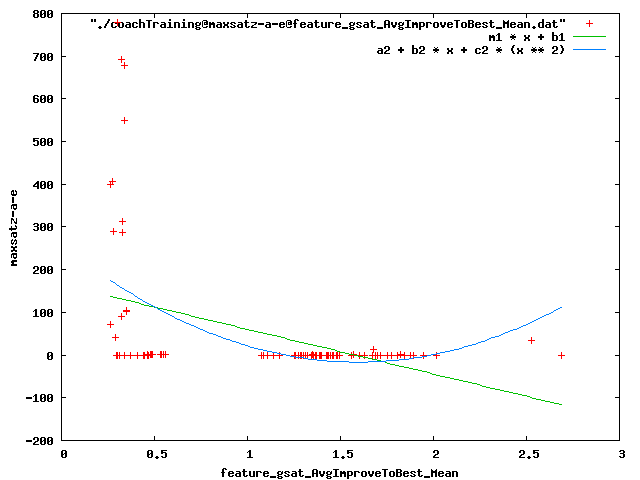 "./coachTraining@maxsatz-a-e@feature_gsat_AvgImproveToBest_Mean.dat"
m1 * x + b1
a2 + b2 * x + c2 * (x ** 2)
800
700
600
500
400
300
200
100
0
-100
-200
maxsatz-a-e
0 0.5 1 1.5 2 2.5 3
feature_gsat_AvgImproveToBest_Mean